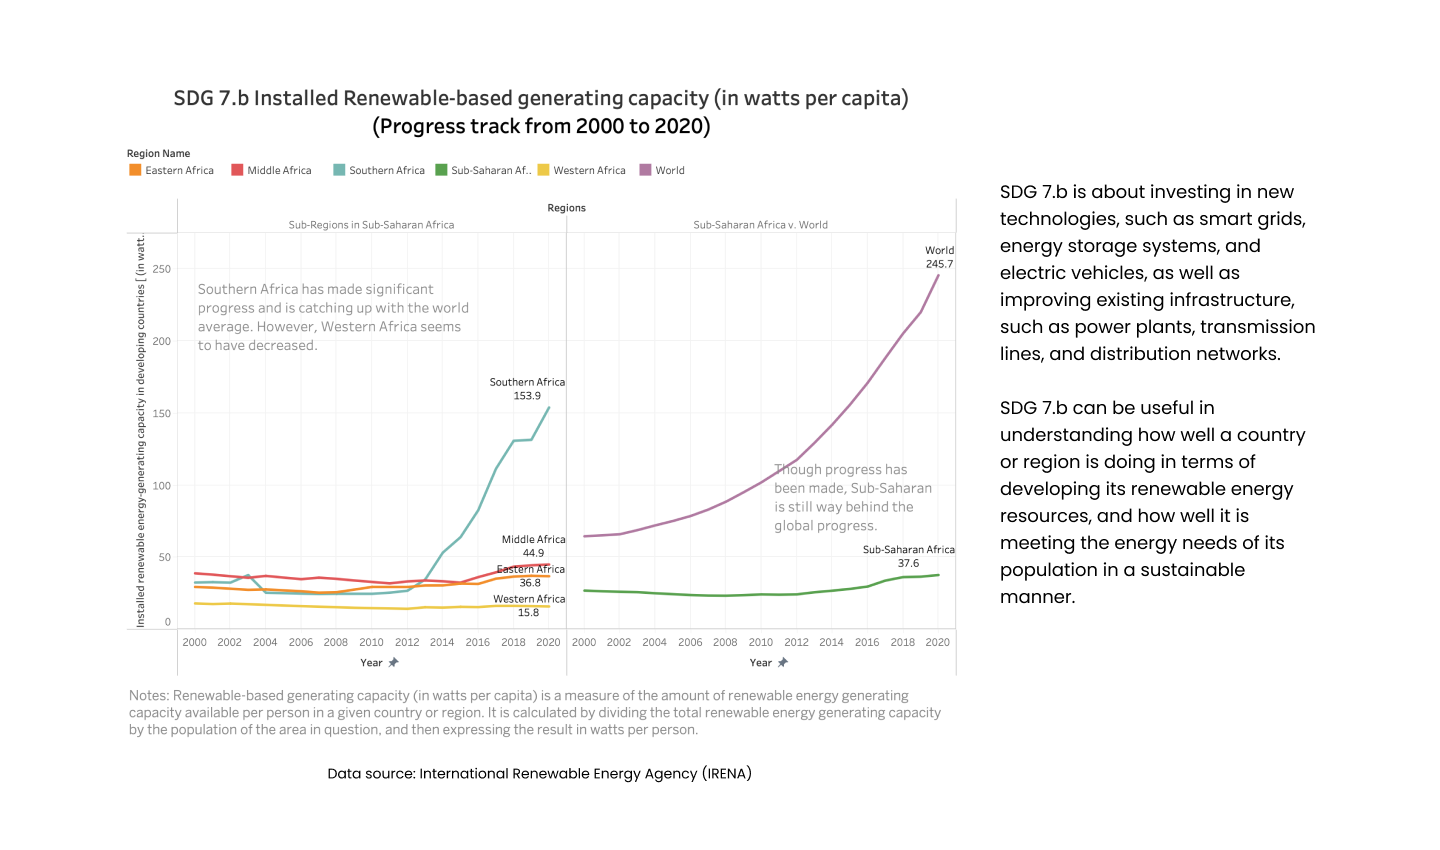 SDG 7.b Installed Renewable-based generating capacity (in watts per capita)
(Progress track from 2000 to 2020)
Region Name
Eastern Africa
Middle Africa
Southern Africa
Sub-Saharan Af..
Western Africa
World
Regions
Sub-Regions in Sub-Saharan Africa
Sub-Saharan Africa v. World
Installed renewable energy-generating capacity in developing countries [ (in watt.
250
200
150
100
50
0
Southern Africa has made significant
progress and is catching up with the world
average. However, Western Africa seems
to have decreased.
Southern Africa
153.9
Middle Africa
44.9
Eastern Africa
36.8
Western Africa
15.8
World
245.7
Though progress has
been made, Sub-Saharan
is still way behind the
global progress.
Sub-Saharan Africa
37.6
2000 2002 2004 2006 2008 2010 2012 2014 2016 2018 2020
2000 2002 2004 2006 2008 2010 2012 2014 2016 2018 2020
Year
Year
Notes: Renewable-based generating capacity (in watts per capita) is a measure of the amount of renewable energy generating
capacity available per person in a given country or region. It is calculated by dividing the total renewable energy generating capacity
by the population of the area in question, and then expressing the result in watts per person.
Data source: International Renewable Energy Agency (IRENA)
SDG 7.b is about investing in new
technologies, such as smart grids,
energy storage systems, and
electric vehicles, as well as
improving existing infrastructure,
such as power plants, transmission
lines, and distribution networks.
SDG 7.b can be useful in
understanding how well a country
or region is doing in terms of
developing its renewable energy
resources, and how well it is
meeting the energy needs of its
population in a sustainable
manner.